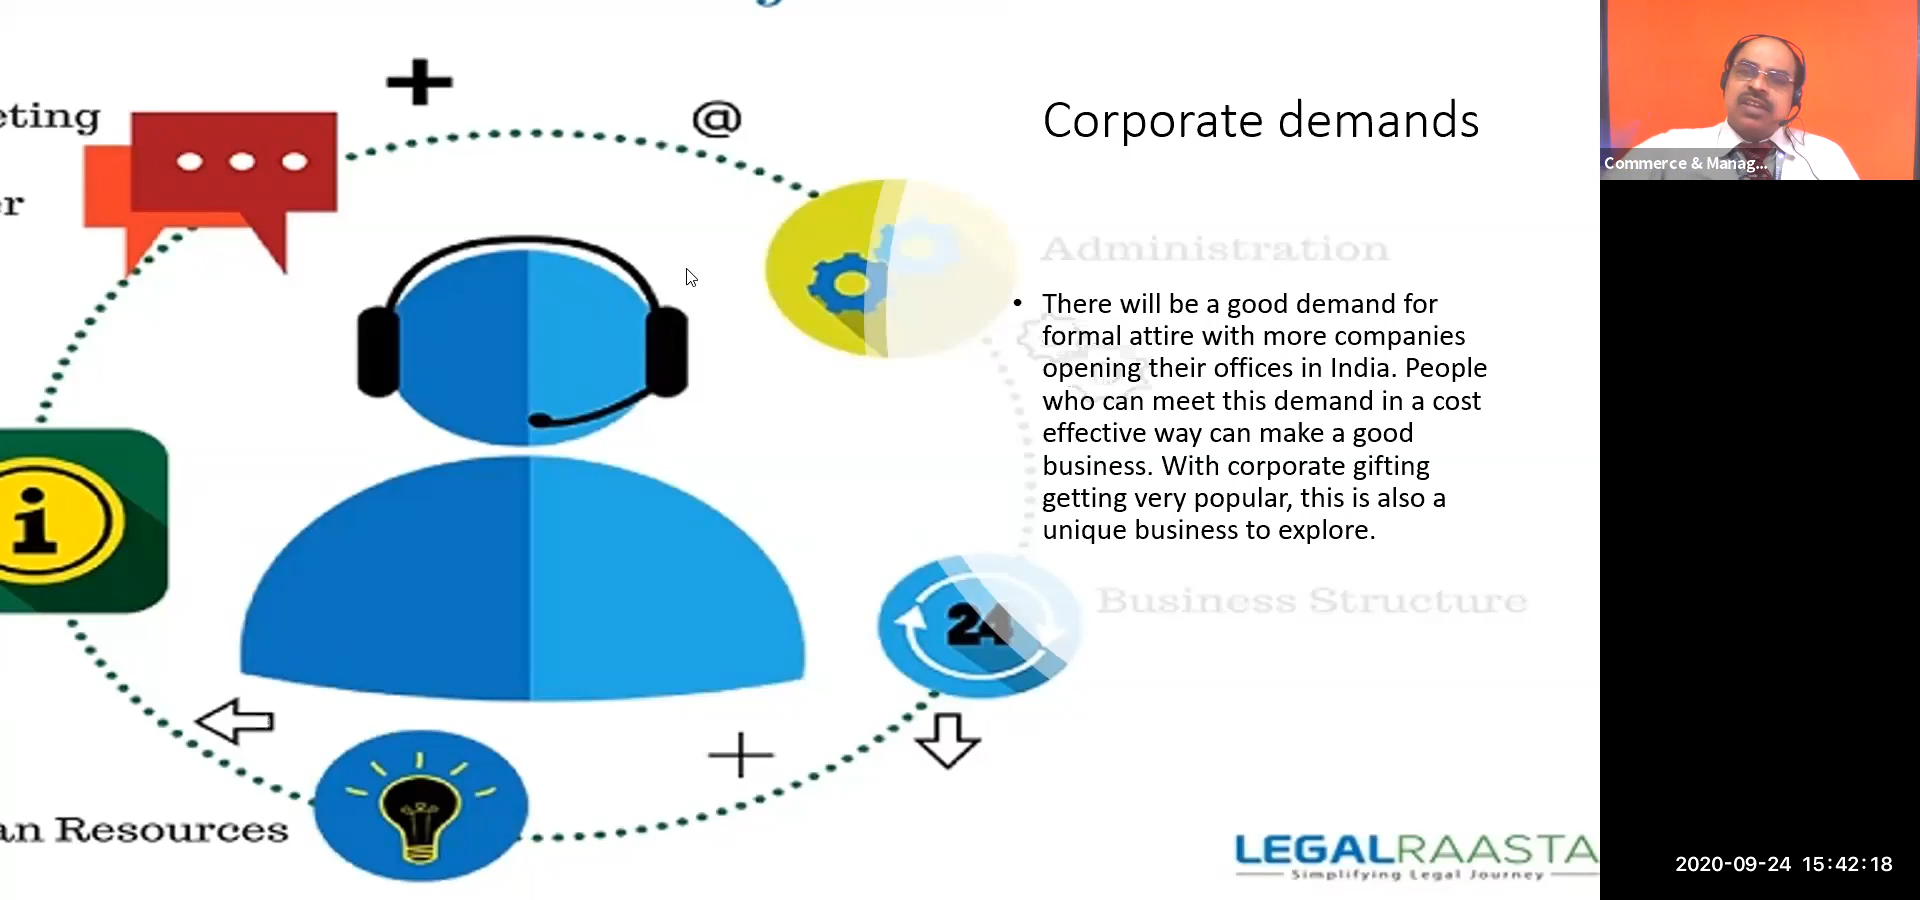 eting
er
@
Corporate demands
Commerce & Manag...
Administration
• There will be a good demand for
formal attire with more companies
opening their offices in India. People
who can meet this demand in a cost
effective way can make a good
business. With corporate gifting
getting very popular, this is also a
unique business to explore.
i
24
Business Structure
an Resources
LEGALRAASTA
Simplifying Legal Journey
2020-09-24 15:42:18